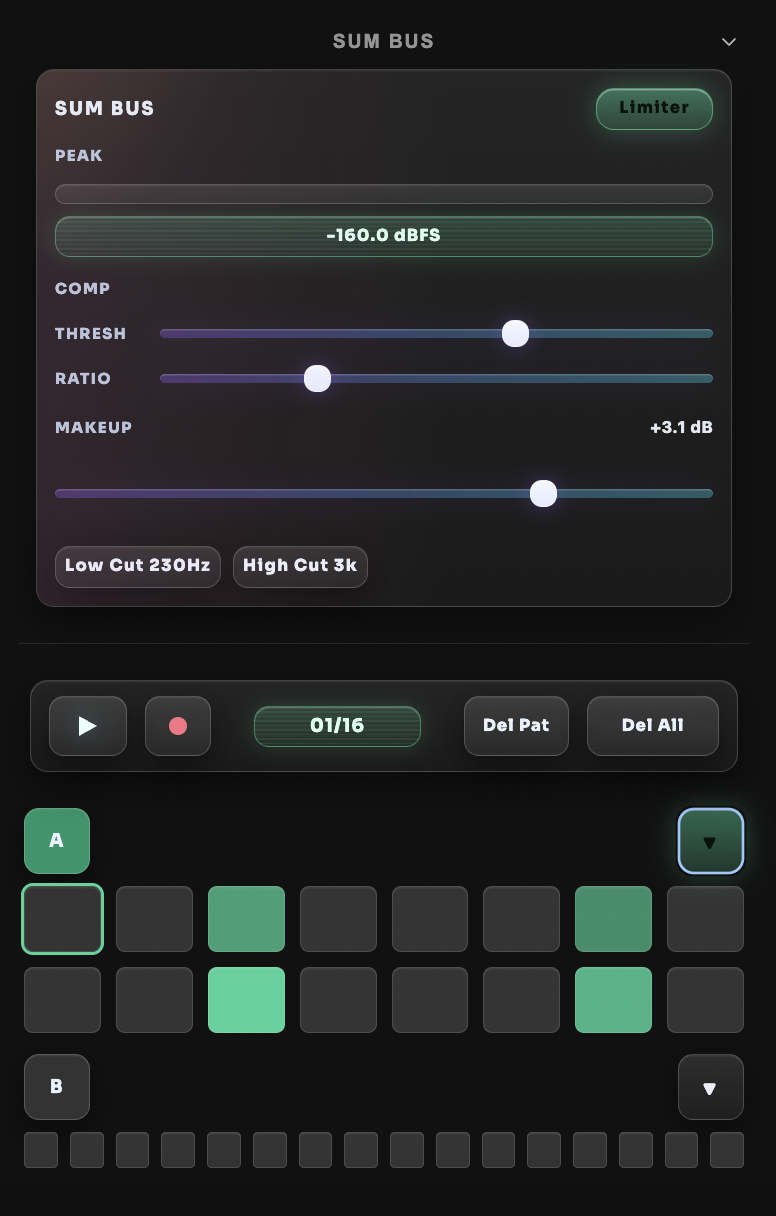 SUM BUS
SUM BUS
Limiter
PEAK
-160.0 dBFS
COMP
THRESH
RATIO
MAKEUP
+3.1 dB
Low Cut 230Hz
High Cut 3k
01/16
Del Pat
Del All
A
B